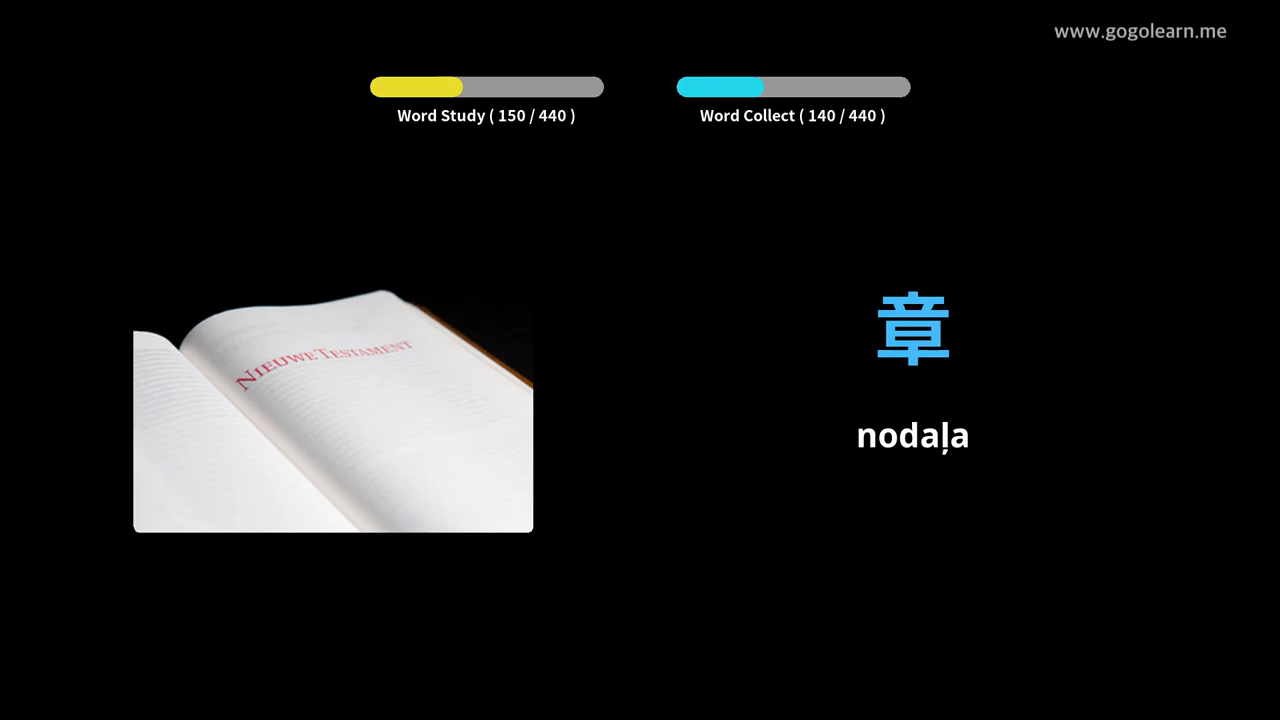 www.gogolearn.me
Word Study ( 150 / 440 )
Word Collect ( 140 / 440 )
NIEUWE TESTAMENT
章
nodaļa